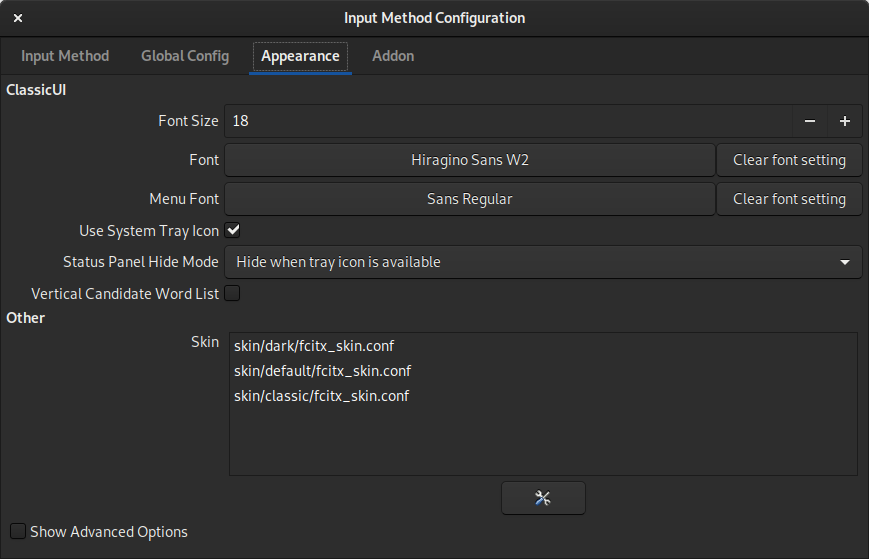 Input Method Configuration
Input Method Global Config Appearance Addon
ClassicUI
Font Size 18
Font Hiragino Sans W2 Clear font setting
Menu Font Sans Regular Clear font setting
Use System Tray Icon
Status Panel Hide Mode Hide when tray icon is available
Vertical Candidate Word List
Other
Skin skin/dark/fcitx_skin.conf
skin/default/fcitx_skin.conf
skin/classic/fcitx_skin.conf
Show Advanced Options